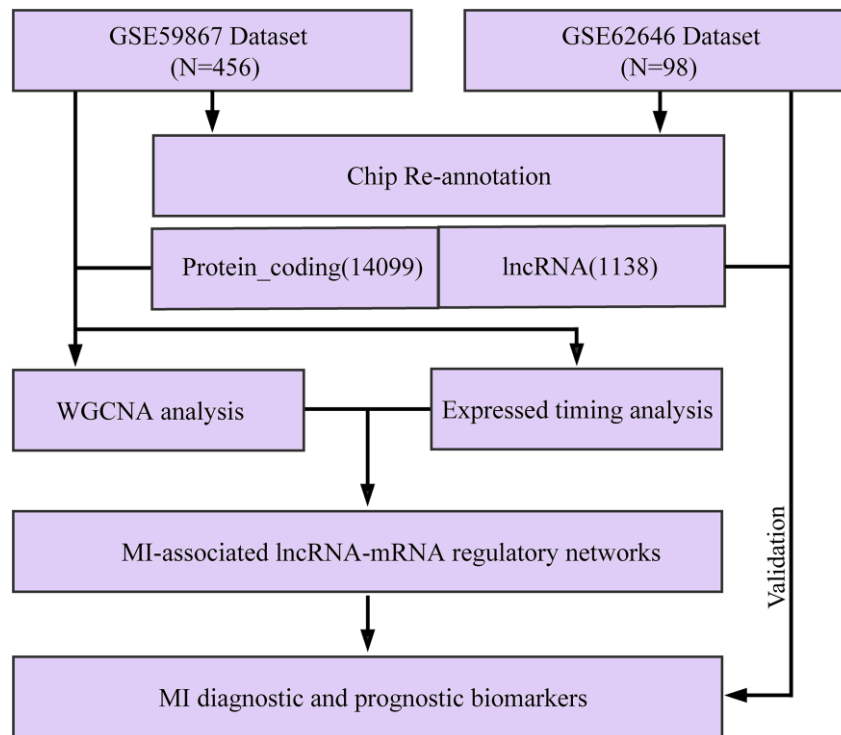 GSE59867 Dataset
(N=456)
GSE62646 Dataset
(N=98)
Chip Re-annotation
Protein_coding(14099)
lncRNA(1138)
WGCNA analysis
Expressed timing analysis
MI-associated lncRNA-mRNA regulatory networks
Validation
MI diagnostic and prognostic biomarkers